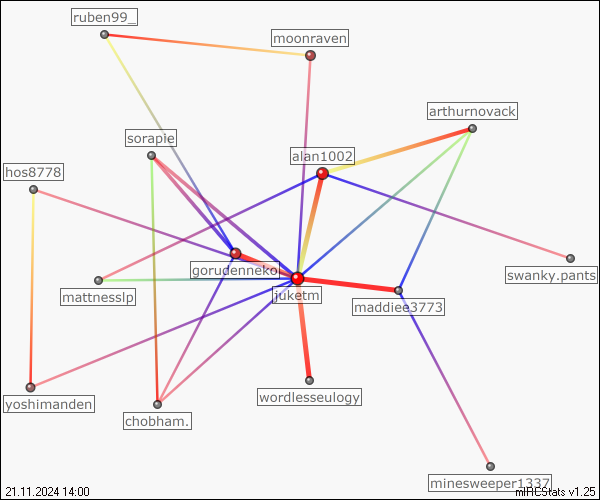 ruben99_
moonraven
arthurnovack
sorapie
alan1002
hos8778
gorudenneko
swanky.pants
mattnesslp
juketm
maddiee3773
wordlesseulogy
yoshimanden
chobham.
minesweeper1337
21.11.2024 14:00
mIRCStats v1.25